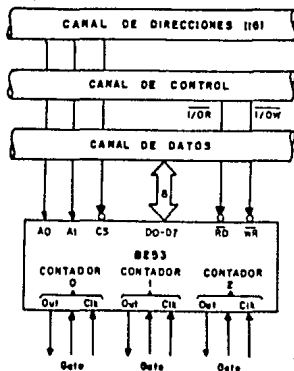 CANAL DE DIRECCIONES (16)
CANAL DE CONTROL
I/OR I/OW
CANAL DE DATOS
8
A0 A1 CS D0-D7 RD WR
8253
CONTADOR 0 CONTADOR 1 CONTADOR 2
Out Clk Out Clk Out Clk
Gate Gate Gate